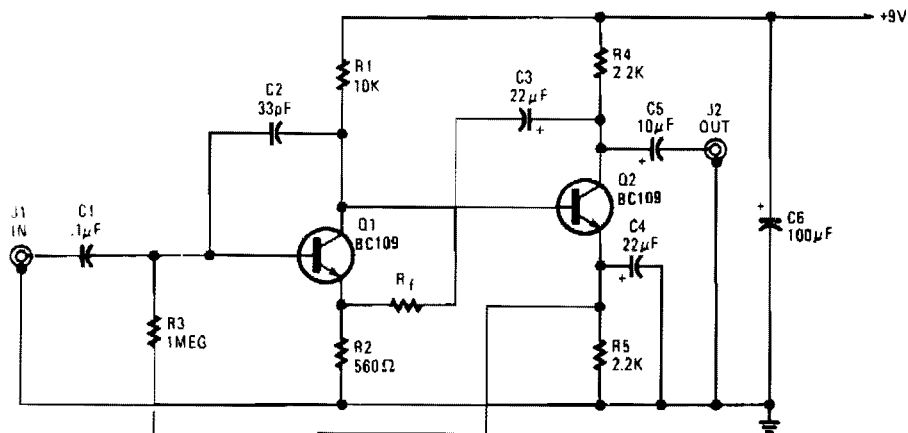 +9V
R1
10K
R4
2.2K
C3
22µF
+
C2
33pF
C5
10µF
+
J2
OUT
Q2
BC109
J1
IN
C1
.1µF
Q1
BC109
C4
22µF
+
+
C6
100µF
Rf
R3
1MEG
R2
560Ω
R5
2.2K